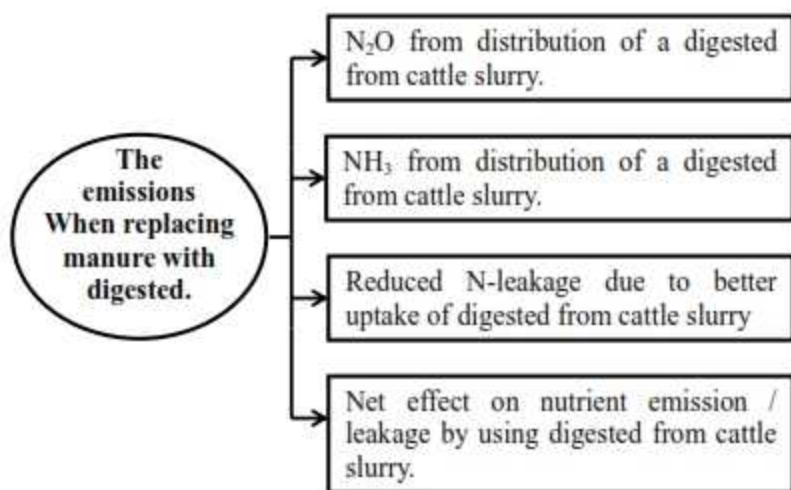 The
emissions
When replacing
manure with
digested.
N₂O from distribution of a digested
from cattle slurry.
NH₃ from distribution of a digested
from cattle slurry.
Reduced N-leakage due to better
uptake of digested from cattle slurry
Net effect on nutrient emission /
leakage by using digested from cattle
slurry.